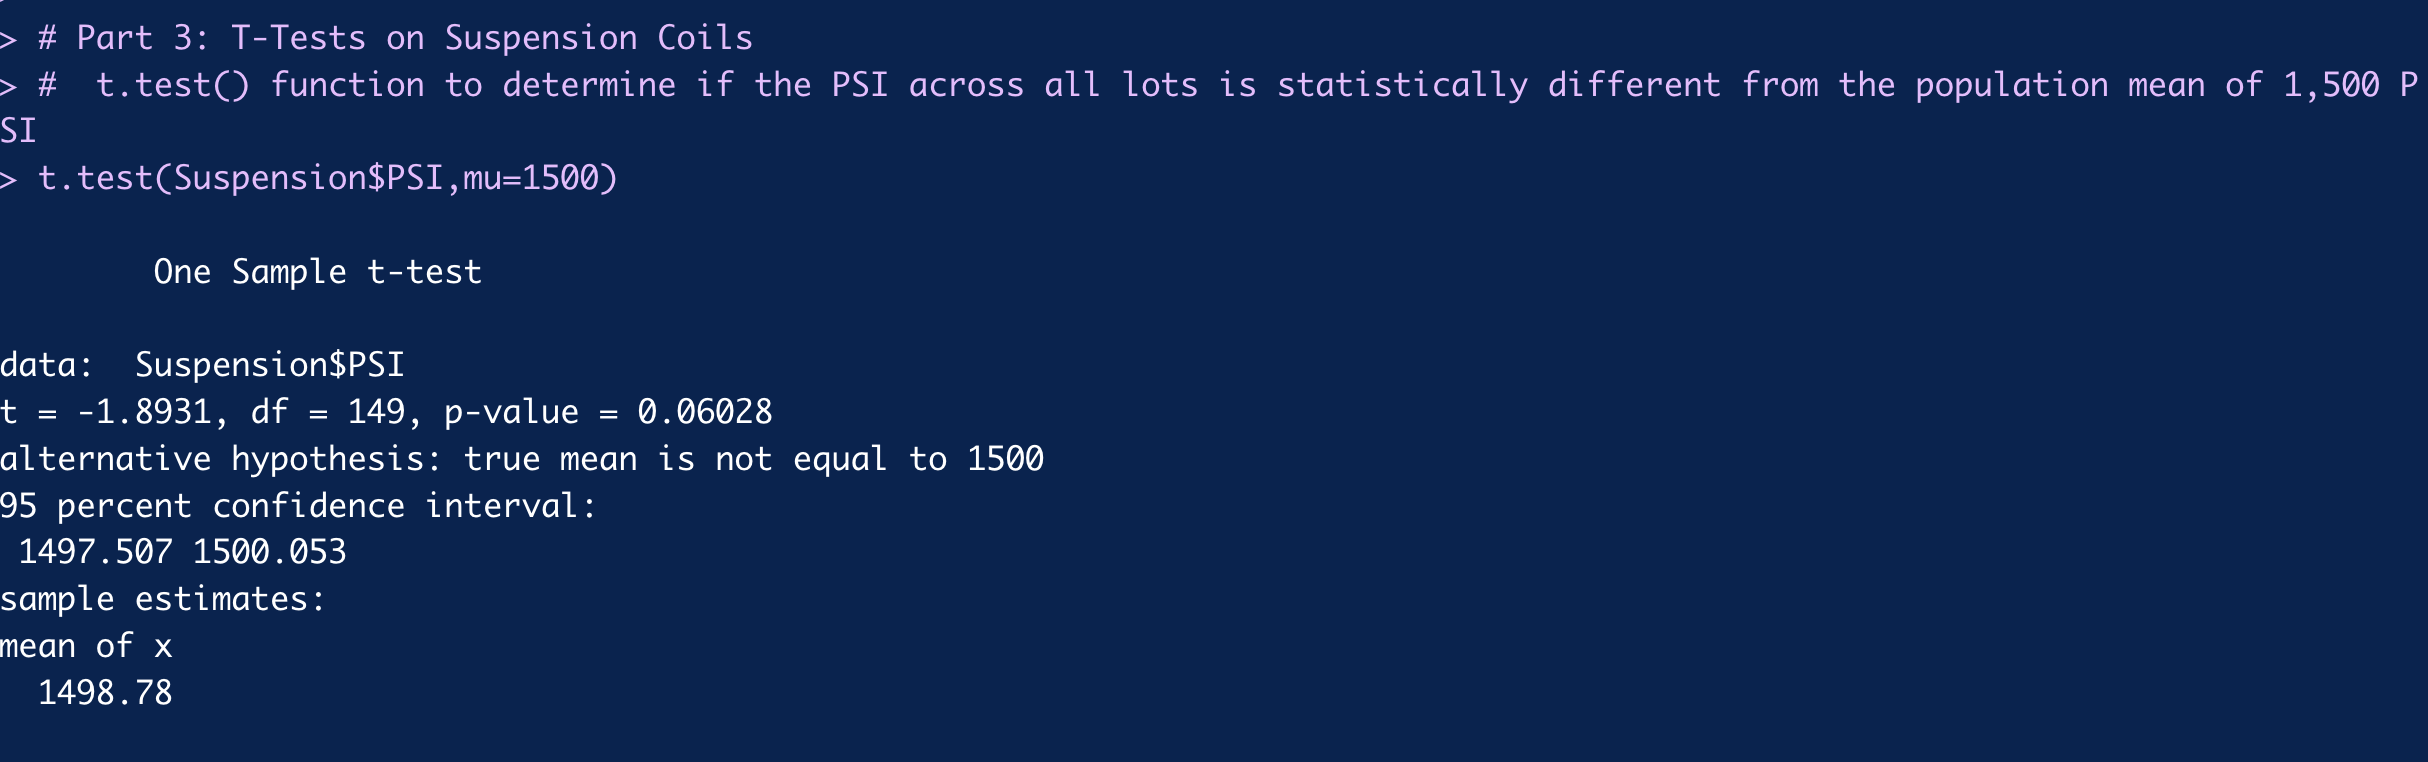 > # Part 3: T-Tests on Suspension Coils
> #  t.test() function to determine if the PSI across all lots is statistically different from the population mean of 1,500 P
SI
> t.test(Suspension$PSI,mu=1500)
One Sample t-test
data:  Suspension$PSI
t = -1.8931, df = 149, p-value = 0.06028
alternative hypothesis: true mean is not equal to 1500
95 percent confidence interval:
1497.507 1500.053
sample estimates:
mean of x
1498.78